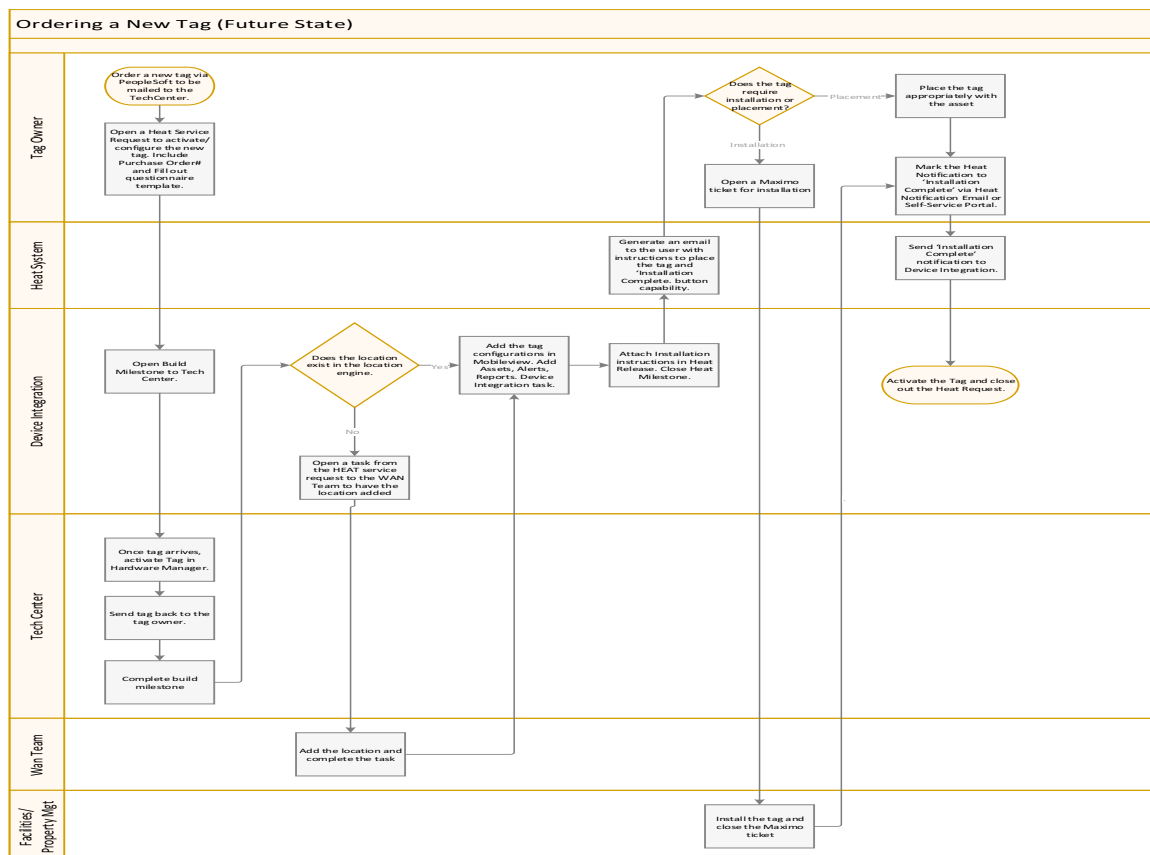 Ordering a New Tag (Future State)
Tag Owner
Order a new tag via
PeopleSoft to be
mailed to the
TechCenter.
Open a Heat Service
Request to activate/
configure the new
tag. Include
Purchase Order#
and Fill out
questionnaire
template.
Does the tag
require
installation or
placement?
Placement
Installation
Place the tag
appropriately with
the asset
Open a Maximo
ticket for installation
Mark the Heat
Notification to
'Installation
Complete' via Heat
Notification Email or
Self-Service Portal.
Heat System
Generate an email
to the user with
instructions to place
the tag and
'Installation
Complete. button
capability.
Send 'Installation
Complete'
notification to
Device Integration.
Device Integration
Open Build
Milestone to Tech
Center.
Does the location
exist in the location
engine.
Yes
No
Add the tag
configurations in
Mobileview. Add
Assets, Alerts,
Reports. Device
Integration task.
Attach Installation
instructions in Heat
Release. Close Heat
Milestone.
Activate the Tag and close
out the Heat Request.
Open a task from
the HEAT service
request to the WAN
Team to have the
location added
Tech Center
Once tag arrives,
activate Tag in
Hardware Manager.
Send tag back to the
tag owner.
Complete build
milestone
Wan Team
Add the location and
complete the task
Facilities/
Property Mgt
Install the tag and
close the Maximo
ticket